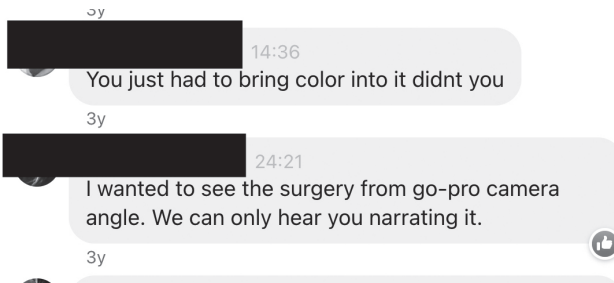 3y
14:36
You just had to bring color into it didnt you
3y
24:21
I wanted to see the surgery from go-pro camera
angle. We can only hear you narrating it.
3y